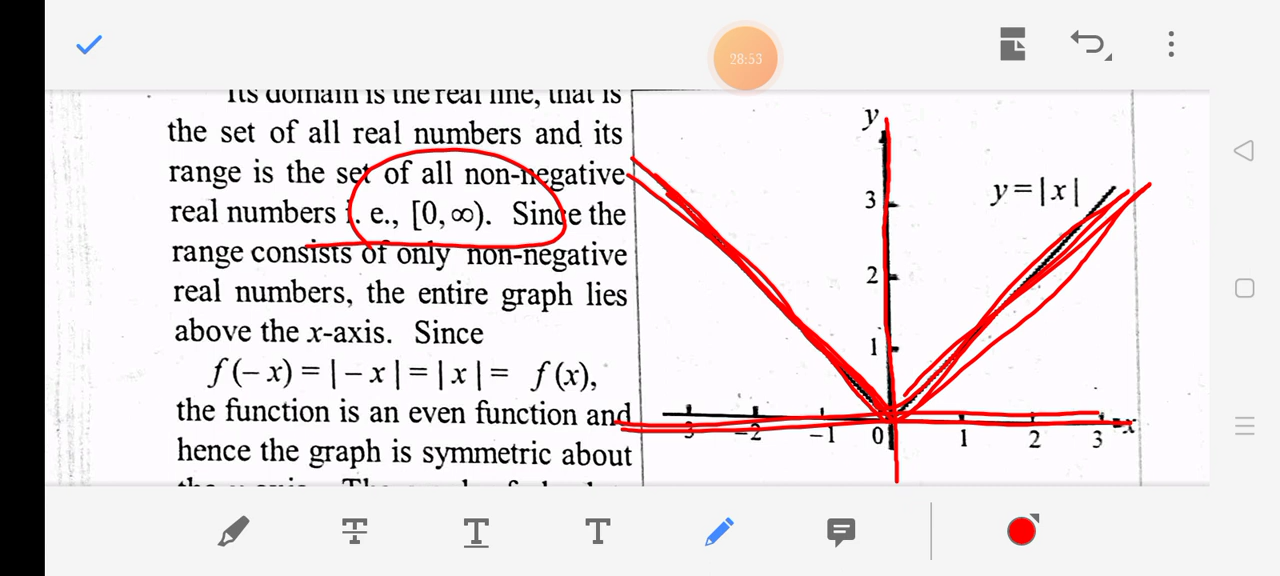 28:53
Its domain is the real line, that is
the set of all real numbers and its
range is the set of all non-negative
real numbers i. e., [0, ∞). Since the
range consists of only non-negative
real numbers, the entire graph lies
above the x-axis. Since
f(– x) = | – x | = | x | = f (x),
the function is an even function and
hence the graph is symmetric about
y
3
2
1
y = | x |
–2
–1
0
1
2
3
x
T
T
T